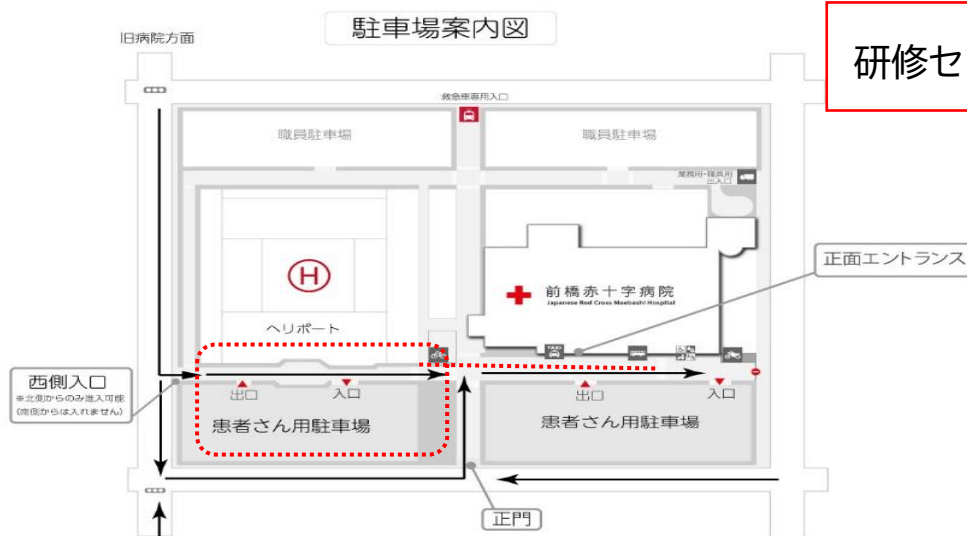 駐車場案内図
旧病院方面
研修セ
救急車専用入口
職員駐車場
職員駐車場
業務用・職員用
出入口
正面エントランス
H
前橋赤十字病院
Japanese Red Cross Maebashi Hospital
ヘリポート
TAXI
西側入口
※北側からのみ進入可能
(南側からは入れません)
出口
入口
出口
入口
患者さん用駐車場
患者さん用駐車場
正門